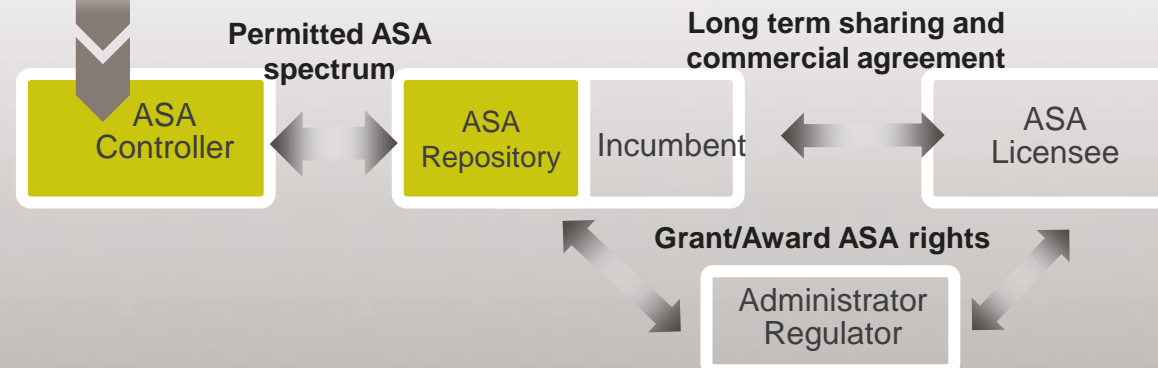 Permitted ASA
spectrum
Long term sharing and
commercial agreement
ASA
Controller
ASA
Repository
Incumbent
ASA
Licensee
Grant/Award ASA rights
Administrator
Regulator